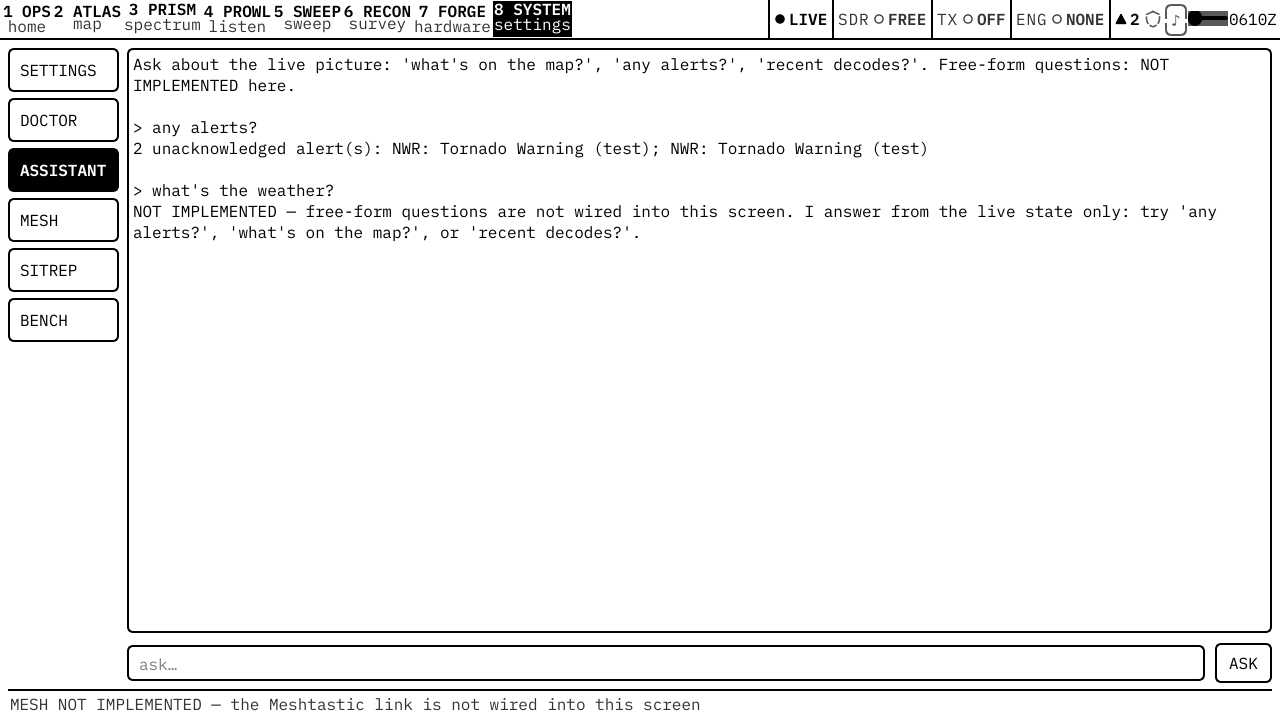 1 OPS 2 ATLAS 3 PRISM 4 PROWL 5 SWEEP 6 RECON 7 FORGE 8 SYSTEM
home map spectrum listen sweep survey hardware settings
● LIVE SDR ○ FREE TX ○ OFF ENG ○ NONE ▲ 2 ♪ 0610Z
SETTINGS
DOCTOR
ASSISTANT
MESH
SITREP
BENCH
Ask about the live picture: 'what's on the map?', 'any alerts?', 'recent decodes?'. Free-form questions: NOT
IMPLEMENTED here.
> any alerts?
2 unacknowledged alert(s): NWR: Tornado Warning (test); NWR: Tornado Warning (test)
> what's the weather?
NOT IMPLEMENTED — free-form questions are not wired into this screen. I answer from the live state only: try 'any
alerts?', 'what's on the map?', or 'recent decodes?'.
ask…
ASK
MESH NOT IMPLEMENTED — the Meshtastic link is not wired into this screen